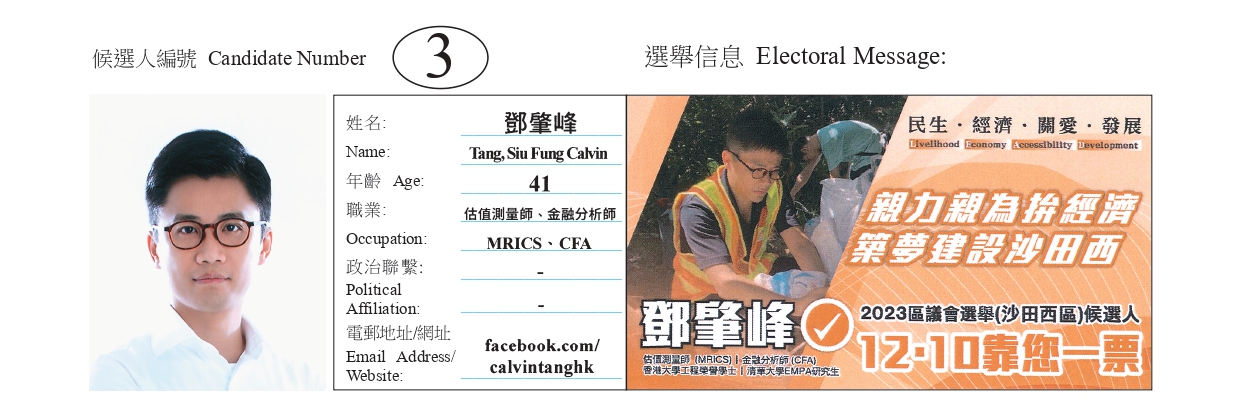 候選人編號 Candidate Number 3
選舉信息 Electoral Message:
姓名: 鄧肇峰
Name: Tang, Siu Fung Calvin
年齡 Age: 41
職業: 估值測量師、金融分析師
Occupation: MRICS、CFA
政治聯繫: -
Political
Affiliation: -
電郵地址/網址
Email Address/
Website:
facebook.com/
calvintanghk
民生‧經濟‧關愛‧發展
Livelihood Economy Accessibility Development
親力親為拚經濟
築夢建設沙田西
鄧肇峰
2023區議會選舉(沙田西區)候選人
12‧10靠您一票
估值測量師 (MRICS) | 金融分析師 (CFA)
香港大學工程榮譽學士 | 清華大學EMPA研究生